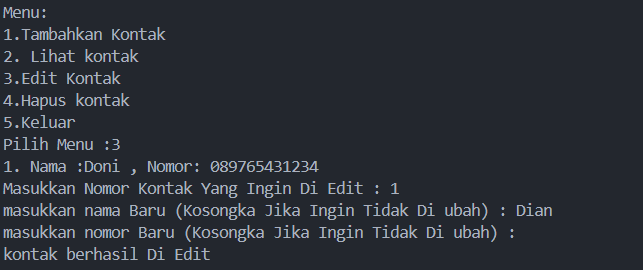 Menu:
1.Tambahkan Kontak
2. Lihat kontak
3.Edit Kontak
4.Hapus kontak
5.Keluar
Pilih Menu :3
1. Nama :Doni , Nomor: 089765431234
Masukkan Nomor Kontak Yang Ingin Di Edit : 1
masukkan nama Baru (Kosongka Jika Ingin Tidak Di ubah) : Dian
masukkan nomor Baru (Kosongka Jika Ingin Tidak Di ubah) :
kontak berhasil Di Edit